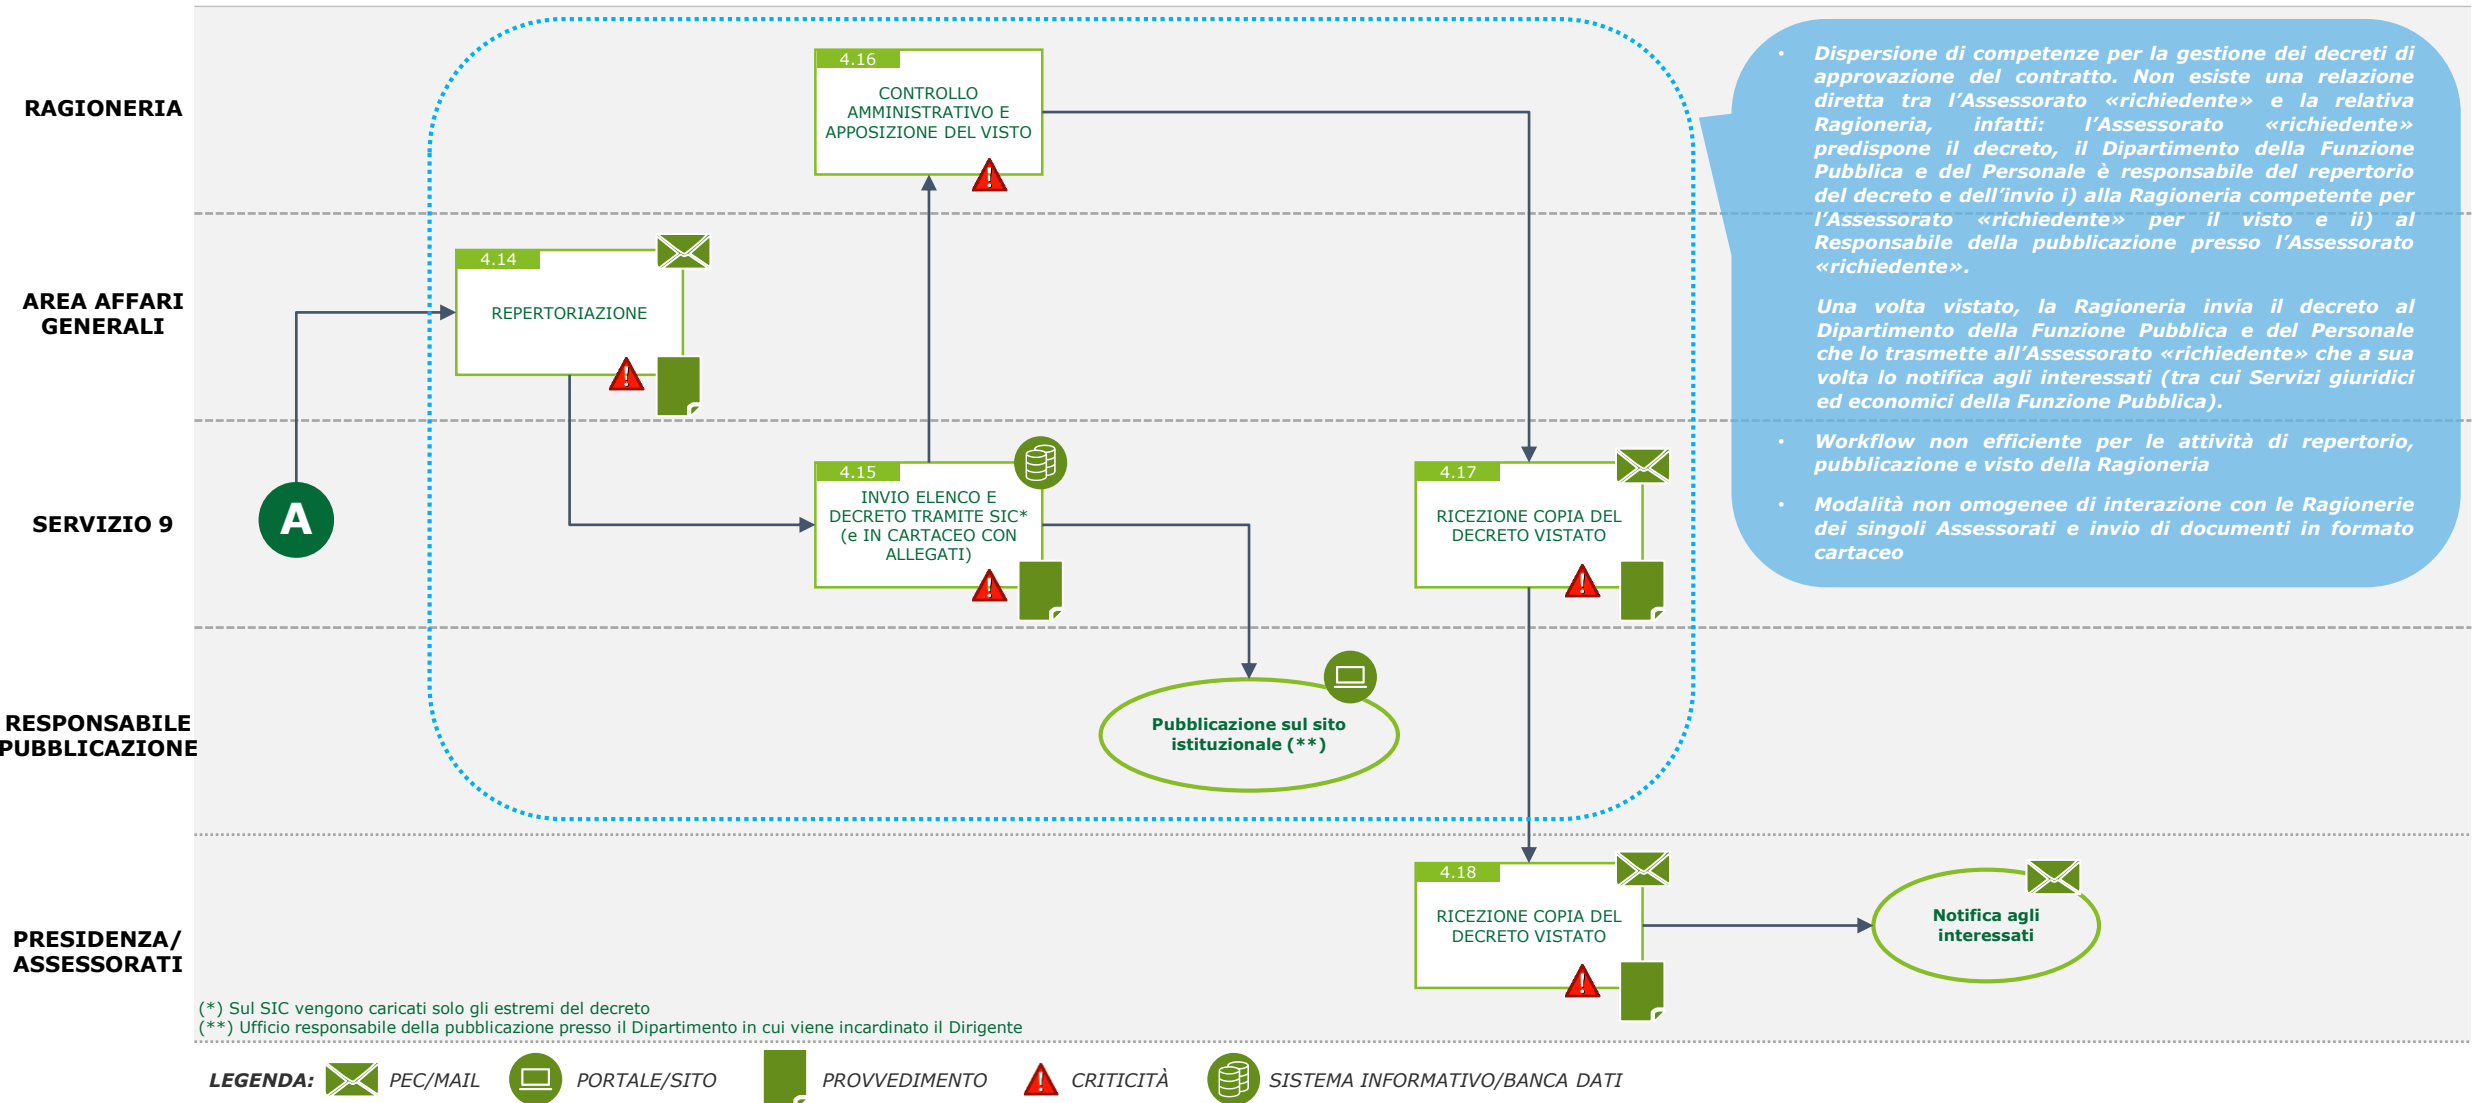 RAGIONERIA
4.16
CONTROLLO
AMMINISTRATIVO E
APPOSIZIONE DEL VISTO
AREA AFFARI
GENERALI
4.14
REPERTORIAZIONE
SERVIZIO 9
A
4.15
INVIO ELENCO E
DECRETO TRAMITE SIC*
(e IN CARTACEO CON
ALLEGATI)
4.17
RICEZIONE COPIA DEL
DECRETO VISTATO
RESPONSABILE
PUBBLICAZIONE
Pubblicazione sul sito
istituzionale (**)
PRESIDENZA/
ASSESSORATI
4.18
RICEZIONE COPIA DEL
DECRETO VISTATO
Notifica agli
interessati
• Dispersione di competenze per la gestione dei decreti di
approvazione del contratto. Non esiste una relazione
diretta tra l'Assessorato «richiedente» e la relativa
Ragioneria, infatti: l'Assessorato «richiedente»
predispone il decreto, il Dipartimento della Funzione
Pubblica e del Personale è responsabile del repertorio
del decreto e dell'invio i) alla Ragioneria competente per
l'Assessorato «richiedente» per il visto e ii) al
Responsabile della pubblicazione presso l'Assessorato
«richiedente».
Una volta vistato, la Ragioneria invia il decreto al
Dipartimento della Funzione Pubblica e del Personale
che lo trasmette all'Assessorato «richiedente» che a sua
volta lo notifica agli interessati (tra cui Servizi giuridici
ed economici della Funzione Pubblica).
• Workflow non efficiente per le attività di repertorio,
pubblicazione e visto della Ragioneria
• Modalità non omogenee di interazione con le Ragionerie
dei singoli Assessorati e invio di documenti in formato
cartaceo
(*) Sul SIC vengono caricati solo gli estremi del decreto
(**) Ufficio responsabile della pubblicazione presso il Dipartimento in cui viene incardinato il Dirigente
LEGENDA: PEC/MAIL PORTALE/SITO PROVVEDIMENTO CRITICITÀ SISTEMA INFORMATIVO/BANCA DATI